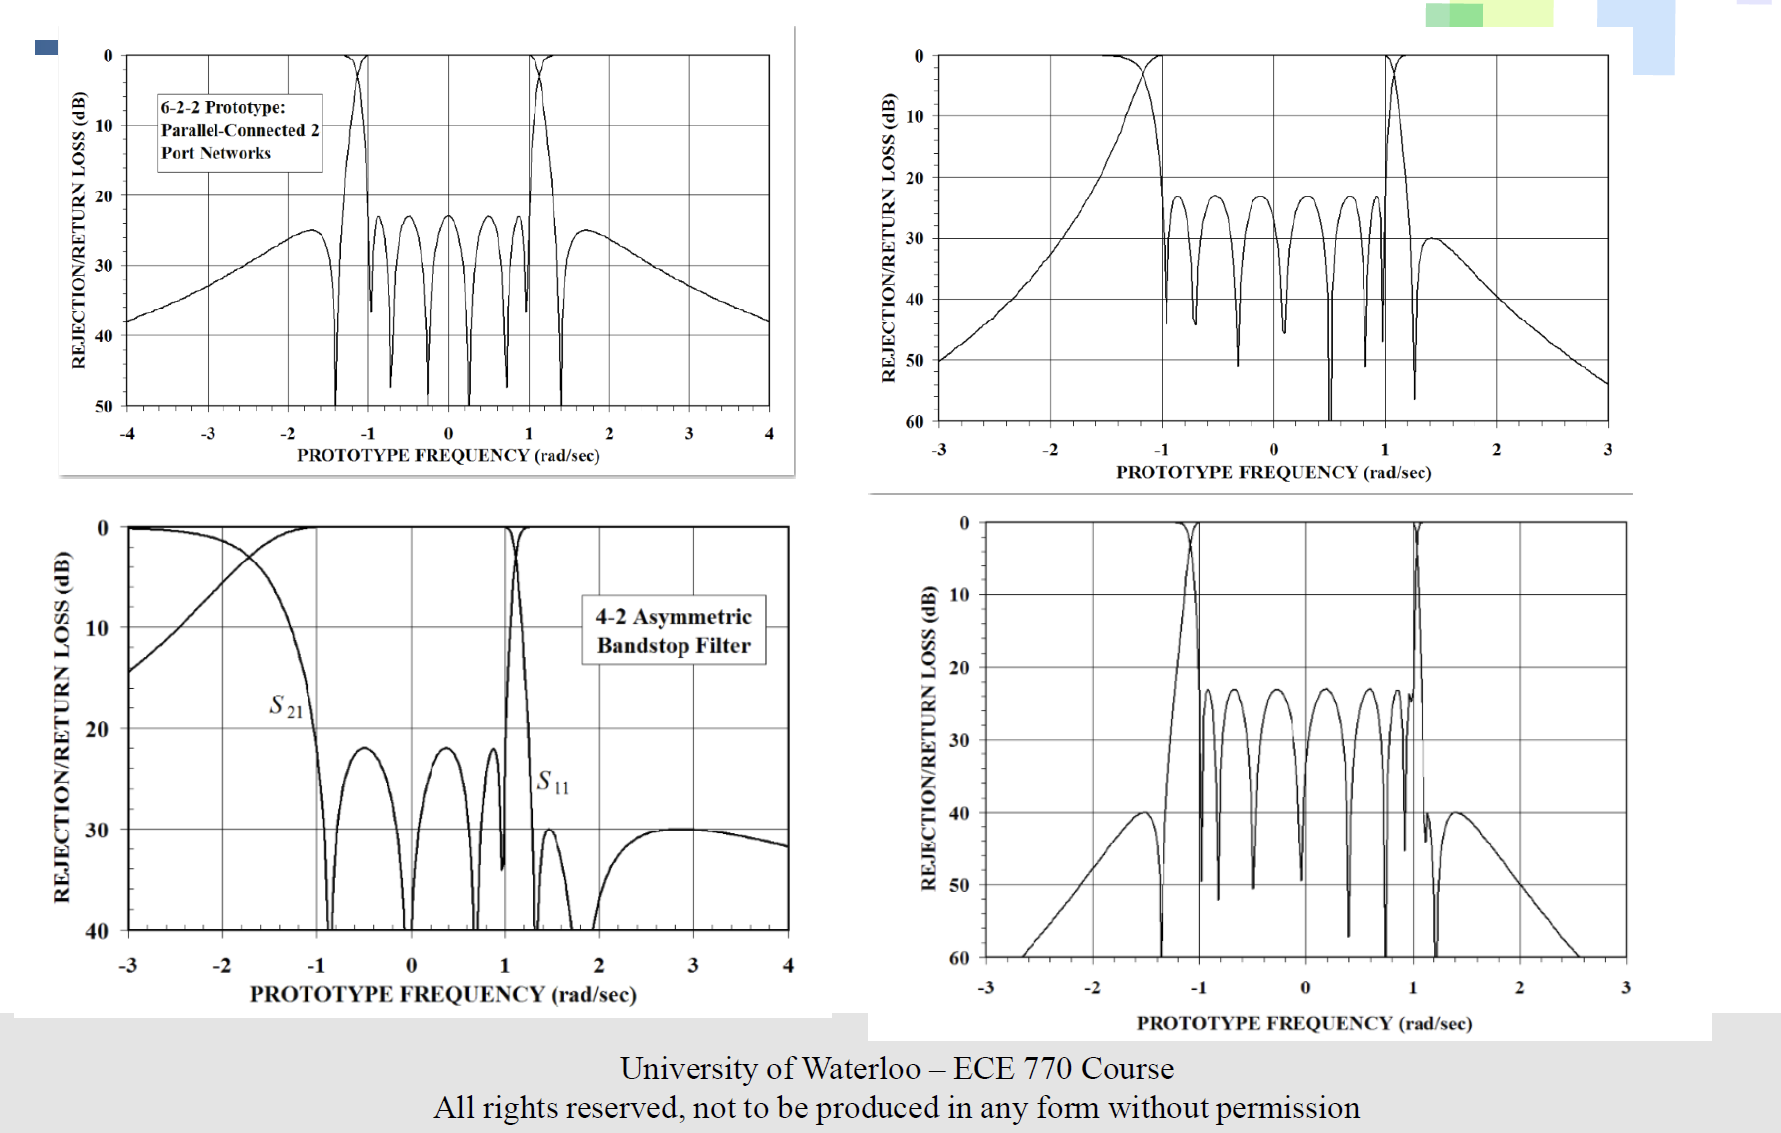 REJECTION/RETURN LOSS (dB)
0
10
20
30
40
50
6-2-2 Prototype:
Parallel-Connected 2
Port Networks
-4 -3 -2 -1 0 1 2 3 4
PROTOTYPE FREQUENCY (rad/sec)
REJECTION/RETURN LOSS (dB)
0
10
20
30
40
50
60
-3 -2 -1 0 1 2 3
PROTOTYPE FREQUENCY (rad/sec)
REJECTION/RETURN LOSS (dB)
0
10
20
30
40
4-2 Asymmetric
Bandstop Filter
S21
S11
-3 -2 -1 0 1 2 3 4
PROTOTYPE FREQUENCY (rad/sec)
REJECTION/RETURN LOSS (dB)
0
10
20
30
40
50
60
-3 -2 -1 0 1 2 3
PROTOTYPE FREQUENCY (rad/sec)
University of Waterloo – ECE 770 Course
All rights reserved, not to be produced in any form without permission